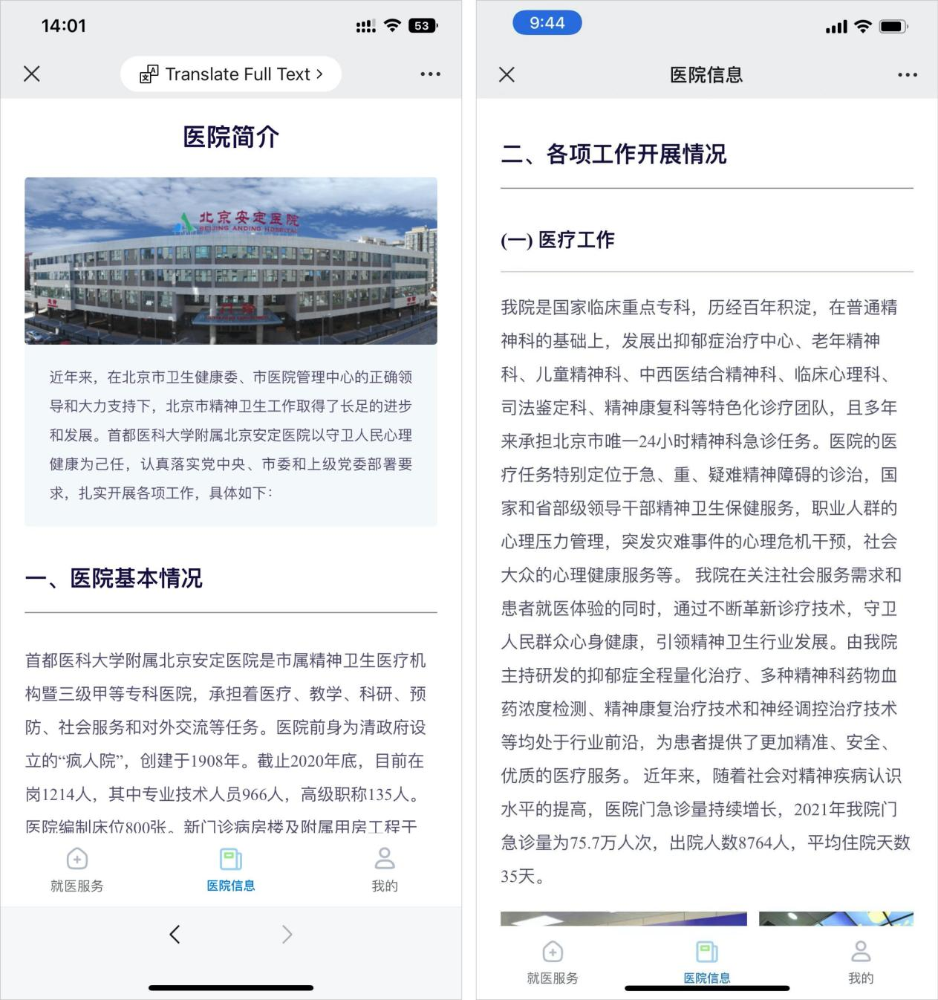 14:01
53
Translate Full Text
医院简介
北京安定医院
BEIJING ANDING HOSPITAL
门诊
近年来，在北京市卫生健康委、市医院管理中心的正确领
导和大力支持下，北京市精神卫生工作取得了长足的进步
和发展。首都医科大学附属北京安定医院以守卫人民心理
健康为己任，认真落实党中央、市委和上级党委部署要
求，扎实开展各项工作，具体如下：
一、医院基本情况
首都医科大学附属北京安定医院是市属精神卫生医疗机
构暨三级甲等专科医院，承担着医疗、教学、科研、预
防、社会服务和对外交流等任务。医院前身为清政府设
立的“疯人院”，创建于1908年。截止2020年底，目前在
岗1214人，其中专业技术人员966人，高级职称135人。
医院编制床位800张。新门诊病房楼及附属用房工程于
就医服务
医院信息
我的
9:44
医院信息
二、各项工作开展情况
(一) 医疗工作
我院是国家临床重点专科，历经百年积淀，在普通精
神科的基础上，发展出抑郁症治疗中心、老年精神
科、儿童精神科、中西医结合精神科、临床心理科、
司法鉴定科、精神康复科等特色化诊疗团队，且多年
来承担北京市唯一24小时精神科急诊任务。医院的医
疗任务特别定位于急、重、疑难精神障碍的诊治，国
家和省部级领导干部精神卫生保健服务，职业人群的
心理压力管理，突发灾难事件的心理危机干预，社会
大众的心理健康服务等。 我院在关注社会服务需求和
患者就医体验的同时，通过不断革新诊疗技术，守卫
人民群众心身健康，引领精神卫生行业发展。由我院
主持研发的抑郁症全程量化治疗、多种精神科药物血
药浓度检测、精神康复治疗技术和神经调控治疗技术
等均处于行业前沿，为患者提供了更加精准、安全、
优质的医疗服务。 近年来，随着社会对精神疾病认识
水平的提高，医院门急诊量持续增长，2021年我院门
急诊量为75.7万人次，出院人数8764人，平均住院天数
35天。
就医服务
医院信息
我的